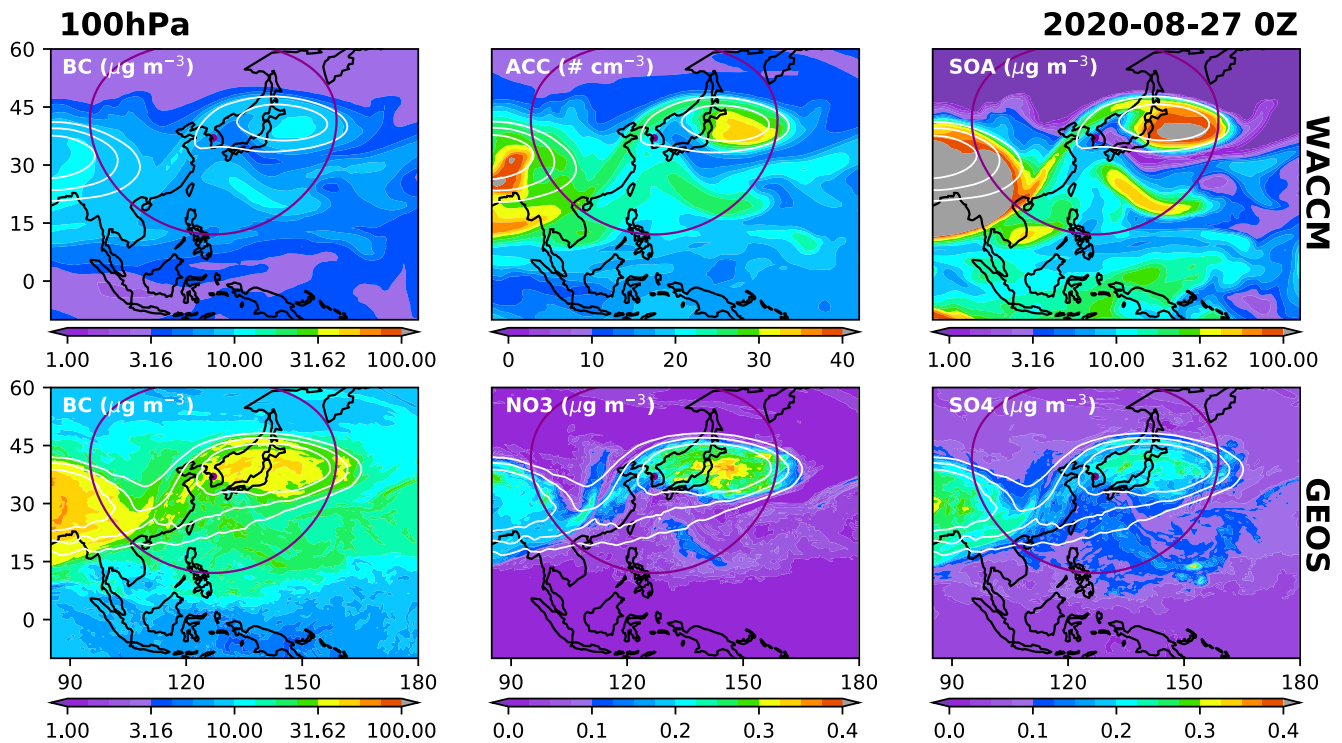 100hPa
2020-08-27 0Z
60
45
30
15
0
BC (μg m⁻³)
ACC (# cm⁻³)
SOA (μg m⁻³)
WACCM
1.00 3.16 10.00 31.62 100.00
0 10 20 30 40
1.00 3.16 10.00 31.62 100.00
60
45
30
15
0
BC (μg m⁻³)
NO3 (μg m⁻³)
SO4 (μg m⁻³)
GEOS
90 120 150 180
90 120 150 180
90 120 150 180
1.00 3.16 10.00 31.62 100.00
0.0 0.1 0.2 0.3 0.4
0.0 0.1 0.2 0.3 0.4